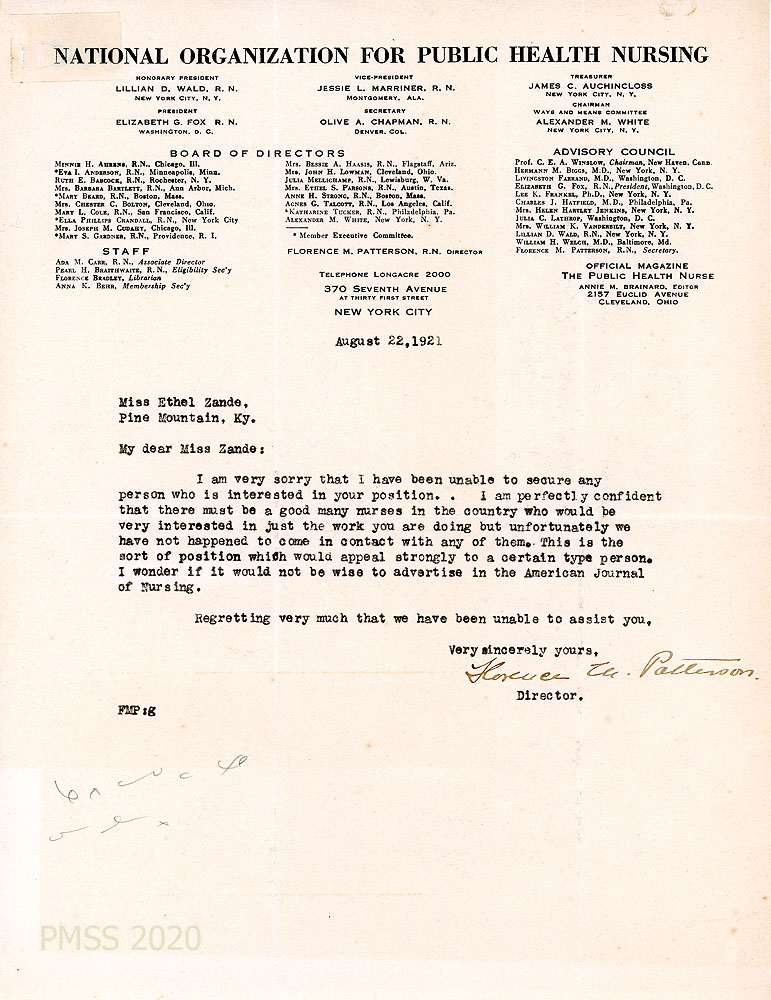 NATIONAL ORGANIZATION FOR PUBLIC HEALTH NURSING
HONORARY PRESIDENT
LILLIAN D. WALD, R. N.
NEW YORK CITY, N. Y.
PRESIDENT
ELIZABETH G. FOX R. N.
WASHINGTON, D. C.
VICE-PRESIDENT
JESSIE L. MARRINER, R. N.
MONTGOMERY, ALA.
SECRETARY
OLIVE A. CHAPMAN, R. N.
DENVER, COL.
TREASURER
JAMES C. AUCHINCLOSS
NEW YORK CITY, N. Y.
CHAIRMAN
WAYS AND MEANS COMMITTEE
ALEXANDER M. WHITE
NEW YORK CITY, N. Y.
BOARD OF DIRECTORS
MINNIE H. AHRENS, R.N., Chicago, Ill.
*EVA I. ANDERSON, R.N., Minneapolis, Minn.
RUTH E. BABCOCK, R.N., Rochester, N. Y.
MRS. BARBARA BARTLETT, R.N., Ann Arbor, Mich.
*MARY BEARD, R.N., Boston, Mass.
MRS. CHESTER C. BOLTON, Cleveland, Ohio.
MARY L. COLE, R.N., San Francisco, Calif.
*ELLA PHILLIPS CRANDALL, R.N., New York City
MRS. JOSEPH M. CUDAHY, Chicago, Ill.
*MARY S. GARDNER, R.N., Providence, R. I.
MRS. BESSIE A. HAASIS, R.N., Flagstaff, Ariz.
MRS. JOHN H. LOWMAN, Cleveland, Ohio.
JULIA MELLICHAMP, R.N., Lewisburg, W. Va.
MRS. ETHEL S. PARSONS, R.N., Austin, Texas.
ANNE H. STRONG, R.N., Boston, Mass.
AGNES G. TALCOTT, R.N., Los Angeles, Calif.
*KATHARINE TUCKER, R.N., Philadelphia, Pa.
ALEXANDER M. WHITE, New York, N. Y.
* Member Executive Committee.
STAFF
ADA M. CARR, R. N., Associate Director
PEARL H. BRAITHWAITE, R. N., Eligibility Sec'y
FLORENCE BRADLEY, Librarian
ANNA K. BEHR, Membership Sec'y
FLORENCE M. PATTERSON, R.N. DIRECTOR
TELEPHONE LONGACRE 2000
370 SEVENTH AVENUE
AT THIRTY FIRST STREET
NEW YORK CITY
ADVISORY COUNCIL
Prof. C. E. A. WINSLOW, Chairman, New Haven, Conn.
HERMANN M. BIGGS, M.D., New York, N. Y.
LIVINGSTON FARRAND, M.D., Washington, D. C.
ELIZABETH G. FOX, R.N., President, Washington, D. C.
LEE K. FRANKEL, Ph.D., New York, N. Y.
CHARLES J. HATFIELD, M.D., Philadelphia, Pa.
MRS. HELEN HARTLEY JENKINS, New York, N. Y.
JULIA C. LATHROP, Washington, D. C.
MRS. WILLIAM K. VANDERBILT, New York, N. Y.
LILLIAN D. WALD, R.N., New York, N. Y.
WILLIAM H. WELCH, M.D., Baltimore, Md.
FLORENCE M. PATTERSON, R.N., Secretary.
OFFICIAL MAGAZINE
THE PUBLIC HEALTH NURSE
ANNIE M. BRAINARD, EDITOR
2157 EUCLID AVENUE
CLEVELAND, OHIO
August 22,1921
Miss Ethel Zande,
Pine Mountain, Ky.
My dear Miss Zande:
I am very sorry that I have been unable to secure any
person who is interested in your position. . I am perfectly confident
that there must be a good many nurses in the country who would be
very interested in just the work you are doing but unfortunately we
have not happened to come in contact with any of them. This is the
sort of position which would appeal strongly to a certain type person.
I wonder if it would not be wise to advertise in the American Journal
of Nursing.
Regretting very much that we have been unable to assist you,
Very sincerely yours,
Florence M. Patterson.
Director.
FMP:g
PMSS 2020